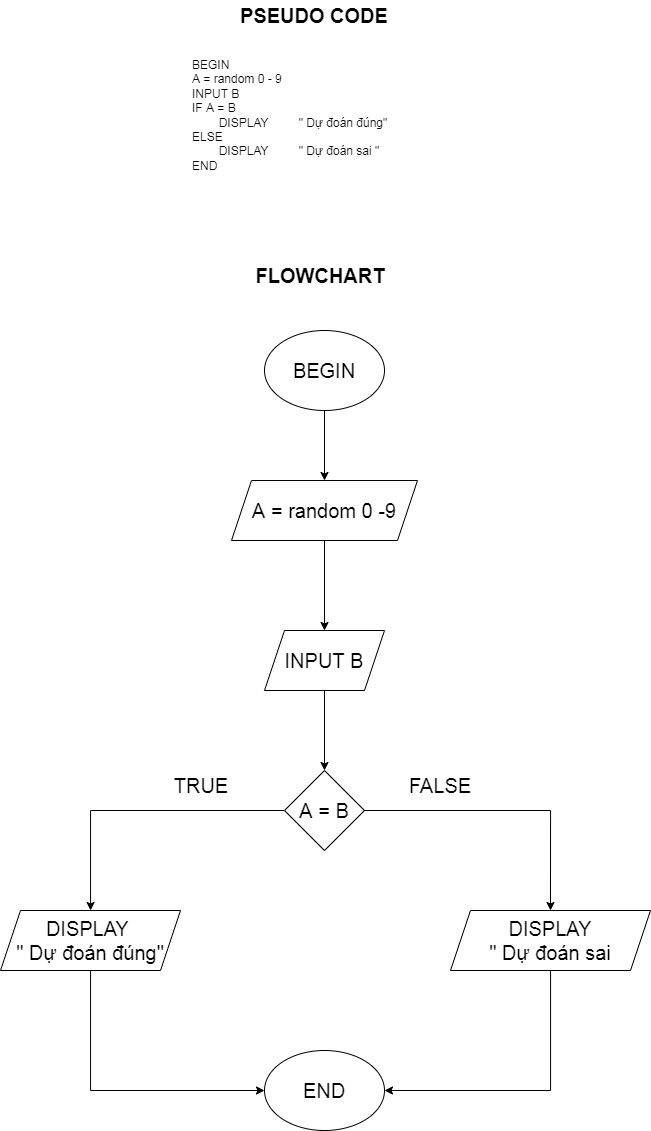 PSEUDO CODE
BEGIN
A = random 0 - 9
INPUT B
IF A = B
DISPLAY " Dự đoán đúng"
ELSE
DISPLAY " Dự đoán sai "
END
FLOWCHART
BEGIN
A = random 0 -9
INPUT B
TRUE
FALSE
A = B
DISPLAY
" Dự đoán đúng"
DISPLAY
" Dự đoán sai
END